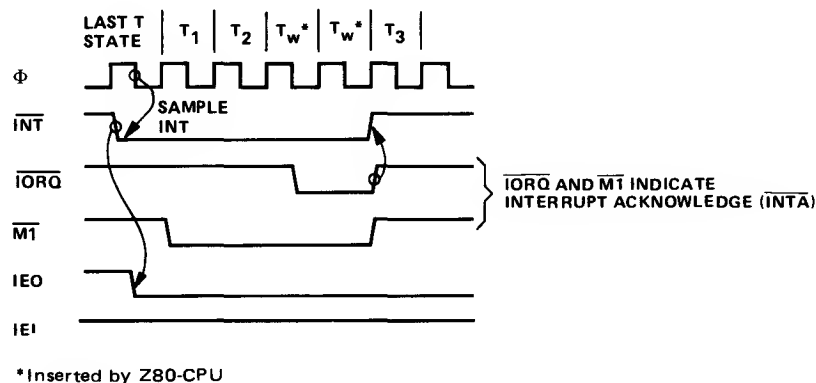 LAST T
STATE
T1
T2
Tw*
Tw*
T3
Φ
INT
SAMPLE
INT
IORQ
IORQ AND M1 INDICATE
INTERRUPT ACKNOWLEDGE (INTA)
M1
IEO
IEI
*Inserted by Z80-CPU